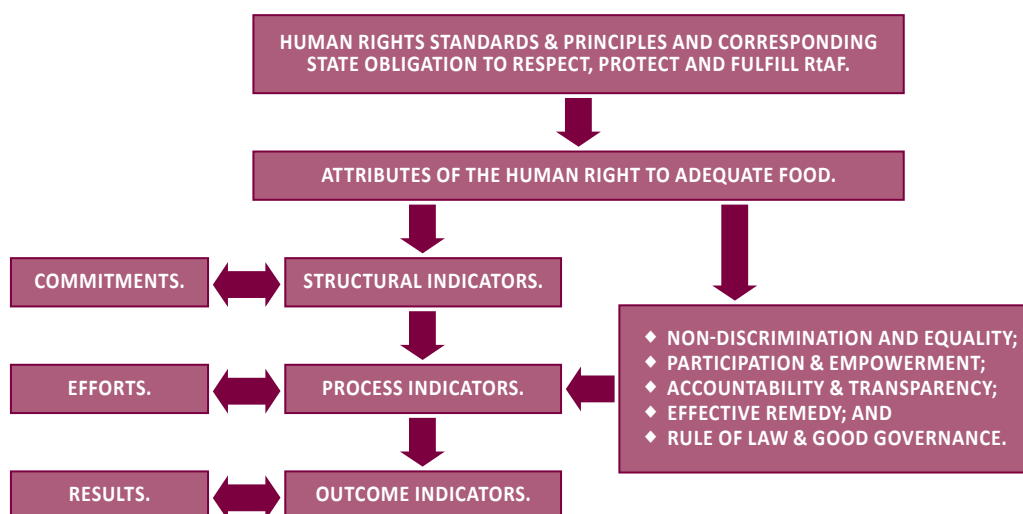 HUMAN RIGHTS STANDARDS & PRINCIPLES AND CORRESPONDING
STATE OBLIGATION TO RESPECT, PROTECT AND FULFILL RtAF.
ATTRIBUTES OF THE HUMAN RIGHT TO ADEQUATE FOOD.
COMMITMENTS.
STRUCTURAL INDICATORS.
EFFORTS.
PROCESS INDICATORS.
RESULTS.
OUTCOME INDICATORS.
◆ NON-DISCRIMINATION AND EQUALITY;
◆ PARTICIPATION & EMPOWERMENT;
◆ ACCOUNTABILITY & TRANSPARENCY;
◆ EFFECTIVE REMEDY; AND
◆ RULE OF LAW & GOOD GOVERNANCE.